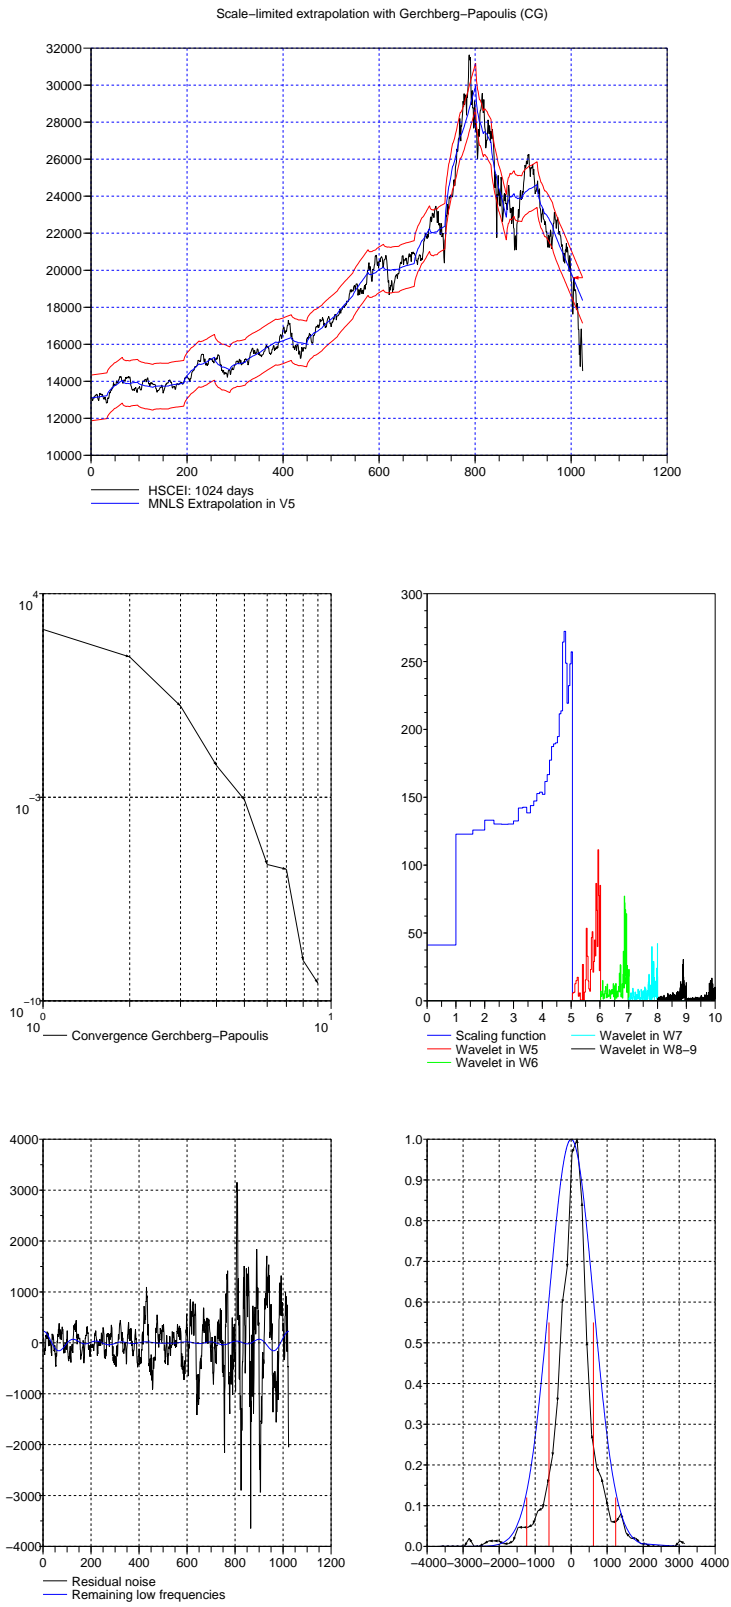 Scale−limited extrapolation with Gerchberg−Papoulis (CG)
32000
30000
28000
26000
24000
22000
20000
18000
16000
14000
12000
10000
0 200 400 600 800 1000 1200
HSCEI: 1024 days
MNLS Extrapolation in V5
10^4
10^−3
10^−10
10^0 10^1
Convergence Gerchberg−Papoulis
300
250
200
150
100
50
0
0 1 2 3 4 5 6 7 8 9 10
Scaling function
Wavelet in W5
Wavelet in W6
Wavelet in W7
Wavelet in W8−9
4000
3000
2000
1000
0
−1000
−2000
−3000
−4000
0 200 400 600 800 1000 1200
Residual noise
Remaining low frequencies
1.0
0.9
0.8
0.7
0.6
0.5
0.4
0.3
0.2
0.1
0.0
−4000 −3000 −2000 −1000 0 1000 2000 3000 4000